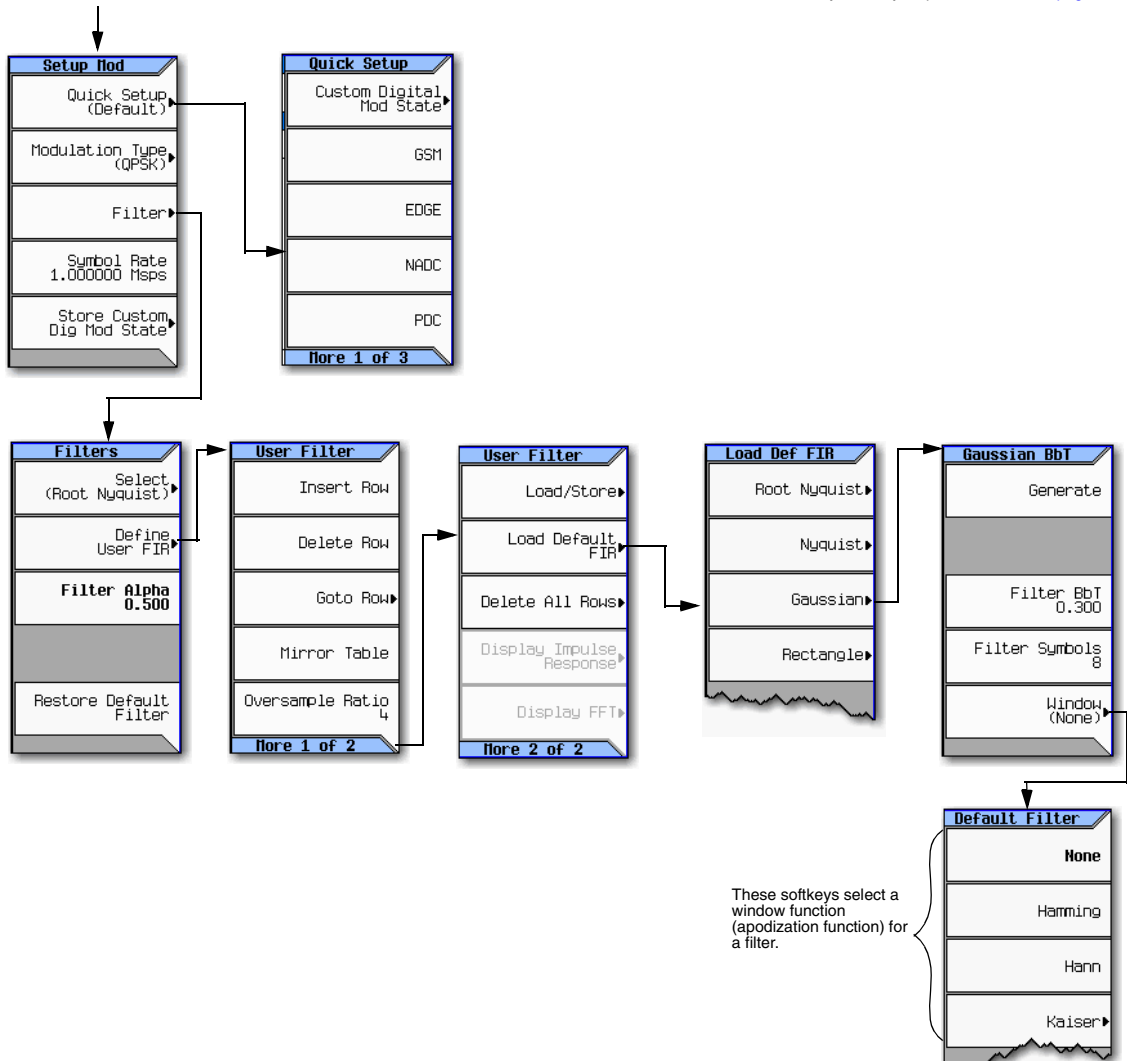 Setup Mod
Quick Setup
(Default)
Modulation Type
(QPSK)
Filter
Symbol Rate
1.000000 Msps
Store Custom
Dig Mod State
Quick Setup
Custom Digital
Mod State
GSM
EDGE
NADC
PDC
More 1 of 3
Filters
Select
(Root Nyquist)
Define
User FIR
Filter Alpha
0.500
Restore Default
Filter
User Filter
Insert Row
Delete Row
Goto Row
Mirror Table
Oversample Ratio
4
More 1 of 2
User Filter
Load/Store
Load Default
FIR
Delete All Rows
Display Impulse
Response
Display FFT
More 2 of 2
Load Def FIR
Root Nyquist
Nyquist
Gaussian
Rectangle
Gaussian BbT
Generate
Filter BbT
0.300
Filter Symbols
8
Window
(None)
Default Filter
None
Hamming
Hann
Kaiser
These softkeys select a
window function
(apodization function) for
a filter.